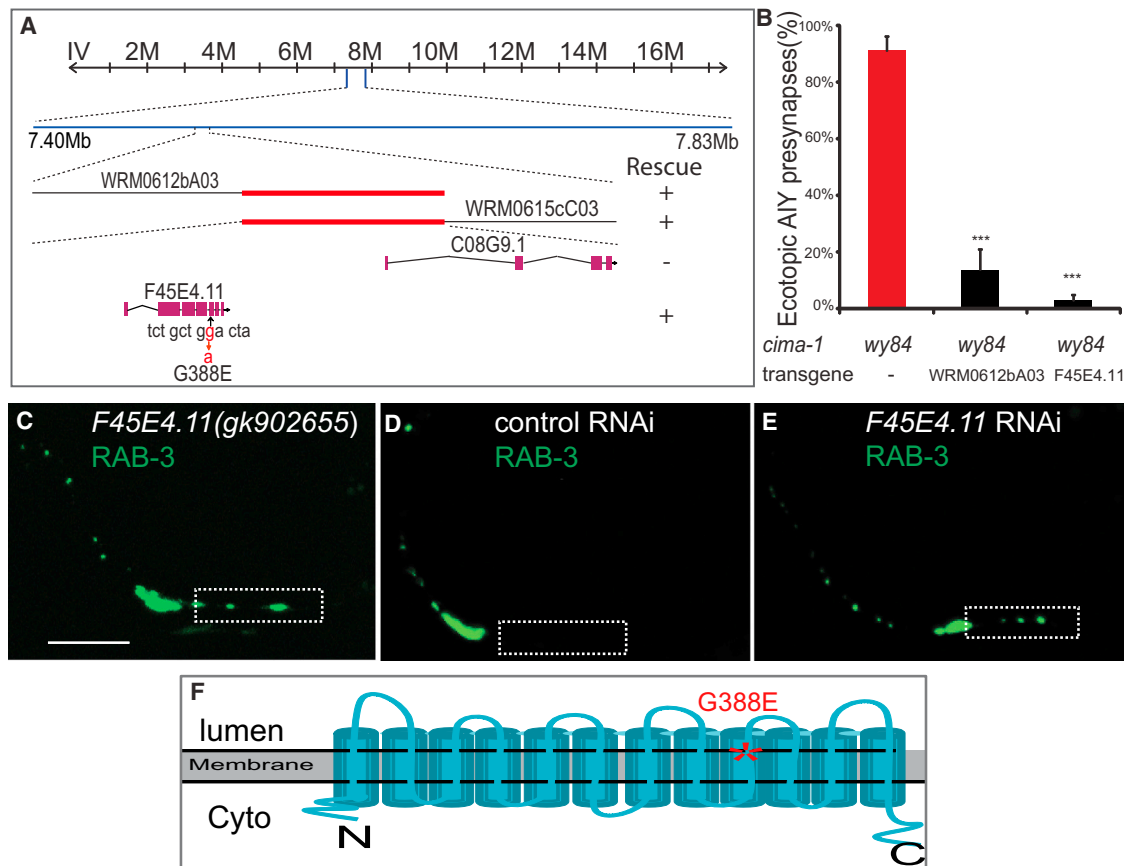 A
IV 2M 4M 6M 8M 10M 12M 14M 16M
7.40Mb 7.83Mb
Rescue
WRM0612bA03 +
WRM0615cC03 +
C08G9.1 -
F45E4.11 +
tct gct gga cta
a
G388E
B
Ecotopic AIY presynapses(%)
100%
80%
60%
40%
20%
0%
*** ***
cima-1 wy84 wy84 wy84
transgene - WRM0612bA03 F45E4.11
C F45E4.11(gk902655)
RAB-3
D control RNAi
RAB-3
E F45E4.11 RNAi
RAB-3
F
G388E
lumen
Membrane
Cyto
N C